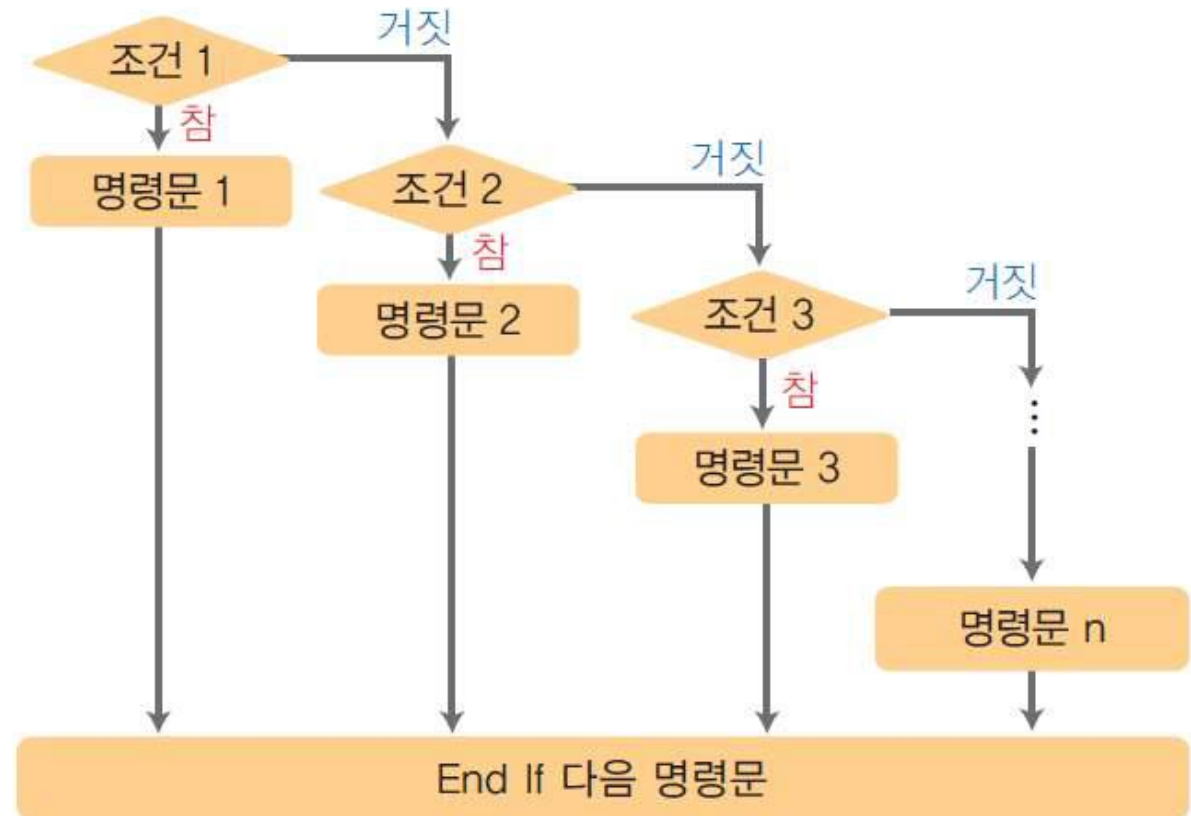 거짓
조건 1
참
거짓
명령문 1
조건 2
참
거짓
명령문 2
조건 3
참
...
명령문 3
명령문 n
End If 다음 명령문